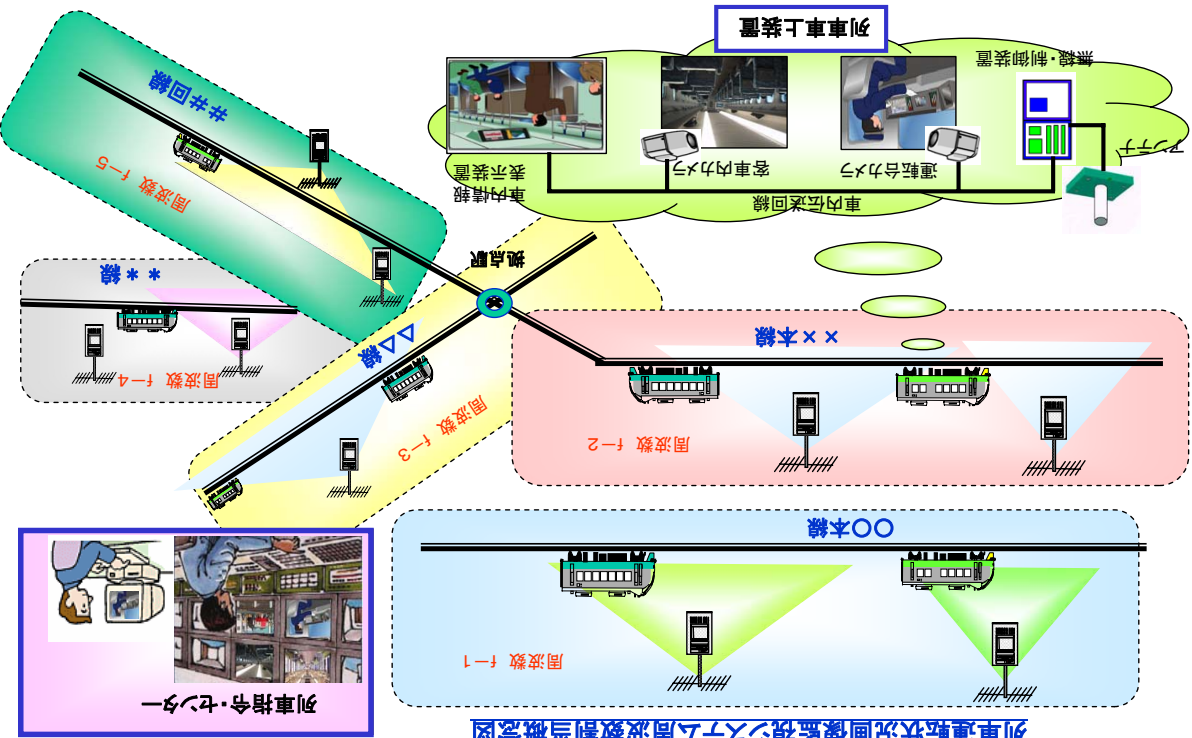 列車運転状況画像監視システム周波数割当概念図
列車指令・センター
周波数 f－1
〇〇本線
周波数 f－2
××本線
周波数 f－3
△△線
周波数 f－4
＊＊線
拠点駅
周波数 f－5
＃＃回線
車内伝送回線
アンテナ
運転台カメラ
客車内カメラ
車内情報
表示装置
無線・制御装置
列車車上装置